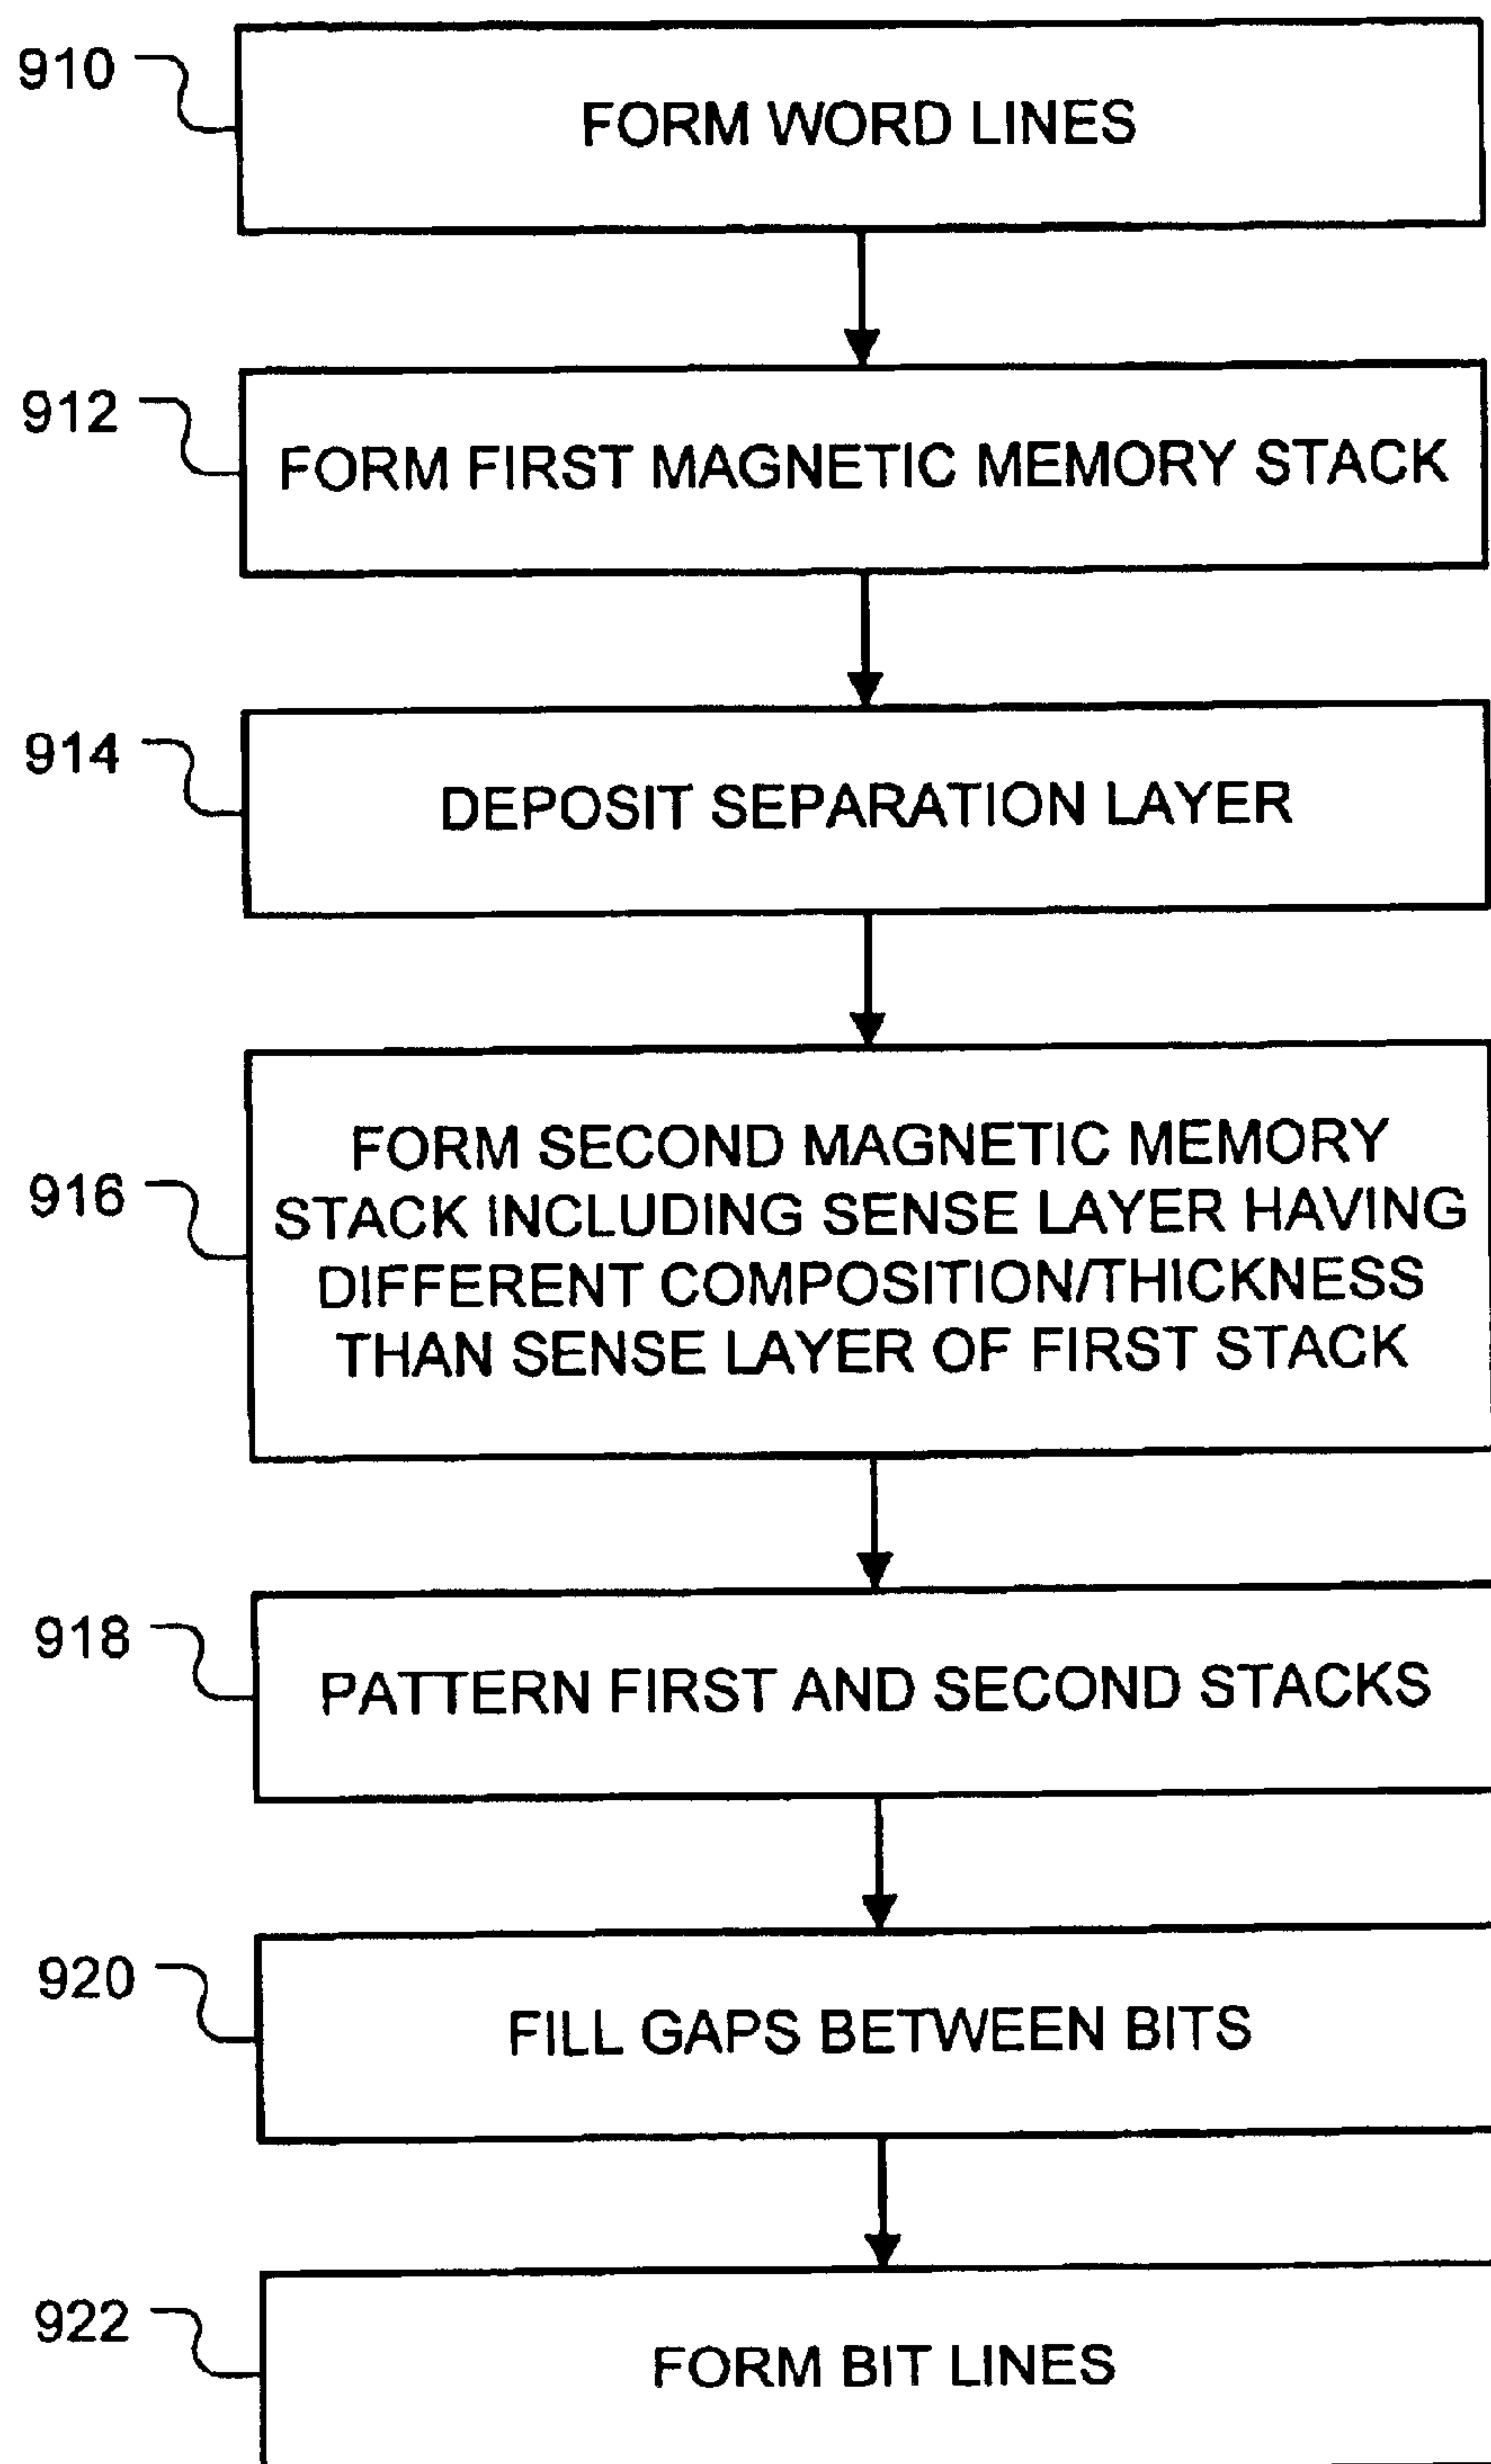 910
FORM WORD LINES
912
FORM FIRST MAGNETIC MEMORY STACK
914
DEPOSIT SEPARATION LAYER
916
FORM SECOND MAGNETIC MEMORY
STACK INCLUDING SENSE LAYER HAVING
DIFFERENT COMPOSITION/THICKNESS
THAN SENSE LAYER OF FIRST STACK
918
PATTERN FIRST AND SECOND STACKS
920
FILL GAPS BETWEEN BITS
922
FORM BIT LINES